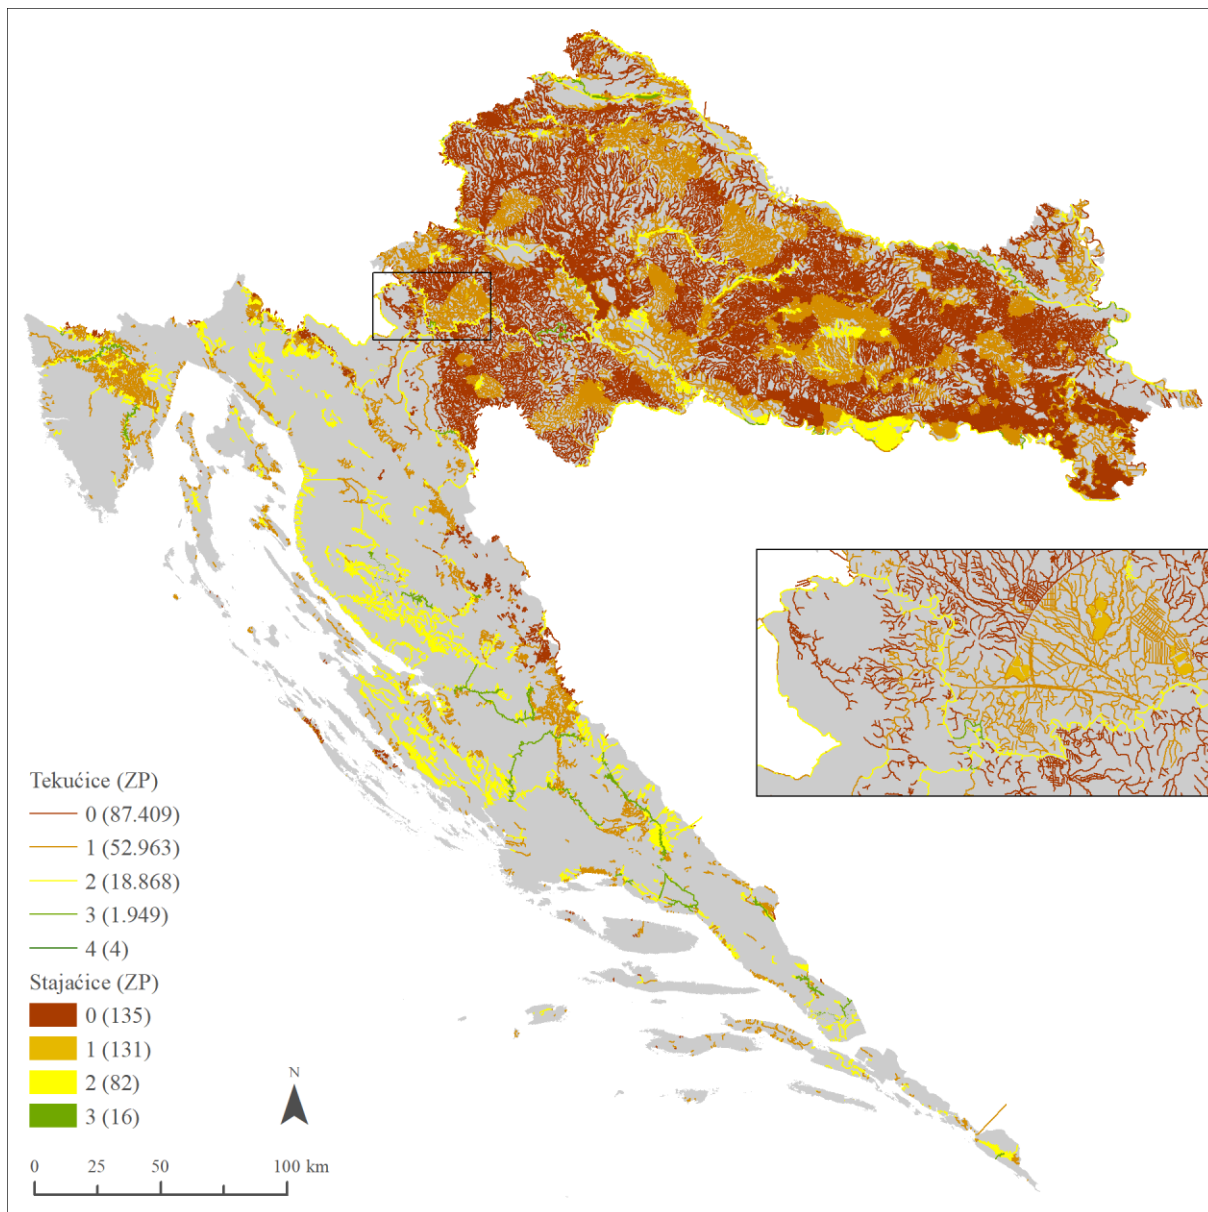 Tekućice (ZP)
0 (87.409)
1 (52.963)
2 (18.868)
3 (1.949)
4 (4)
Stajaćice (ZP)
0 (135)
1 (131)
2 (82)
3 (16)
N
0 25 50 100 km